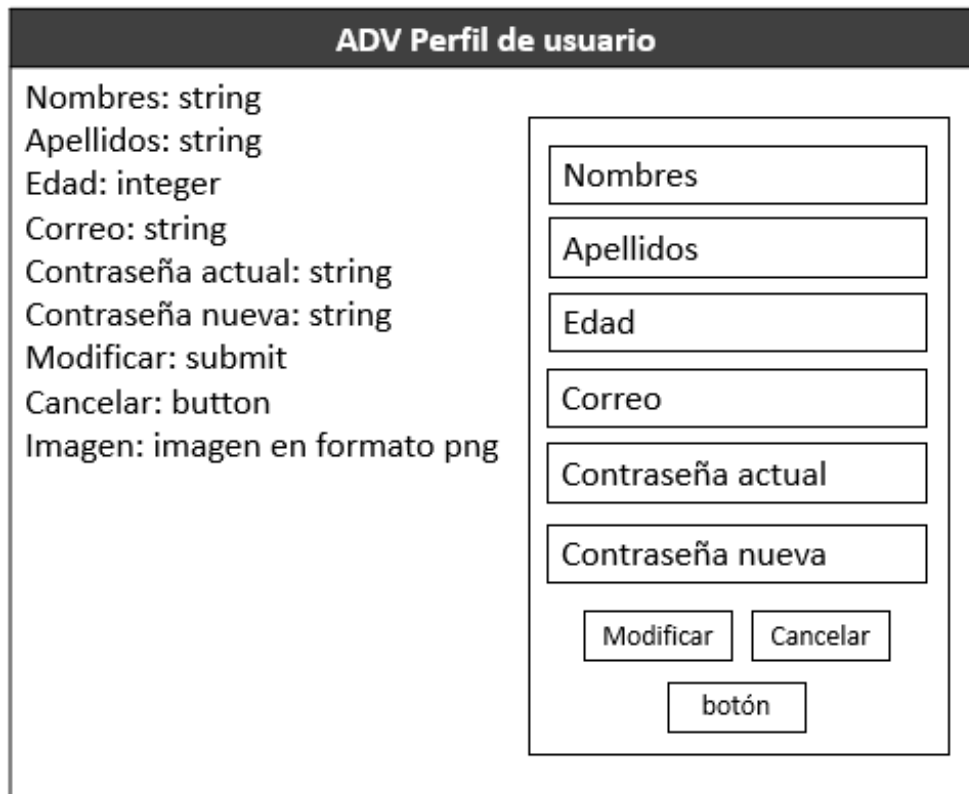 ADV Perfil de usuario
Nombres: string
Apellidos: string
Edad: integer
Correo: string
Contraseña actual: string
Contraseña nueva: string
Modificar: submit
Cancelar: button
Imagen: imagen en formato png
Nombres
Apellidos
Edad
Correo
Contraseña actual
Contraseña nueva
Modificar Cancelar
botón